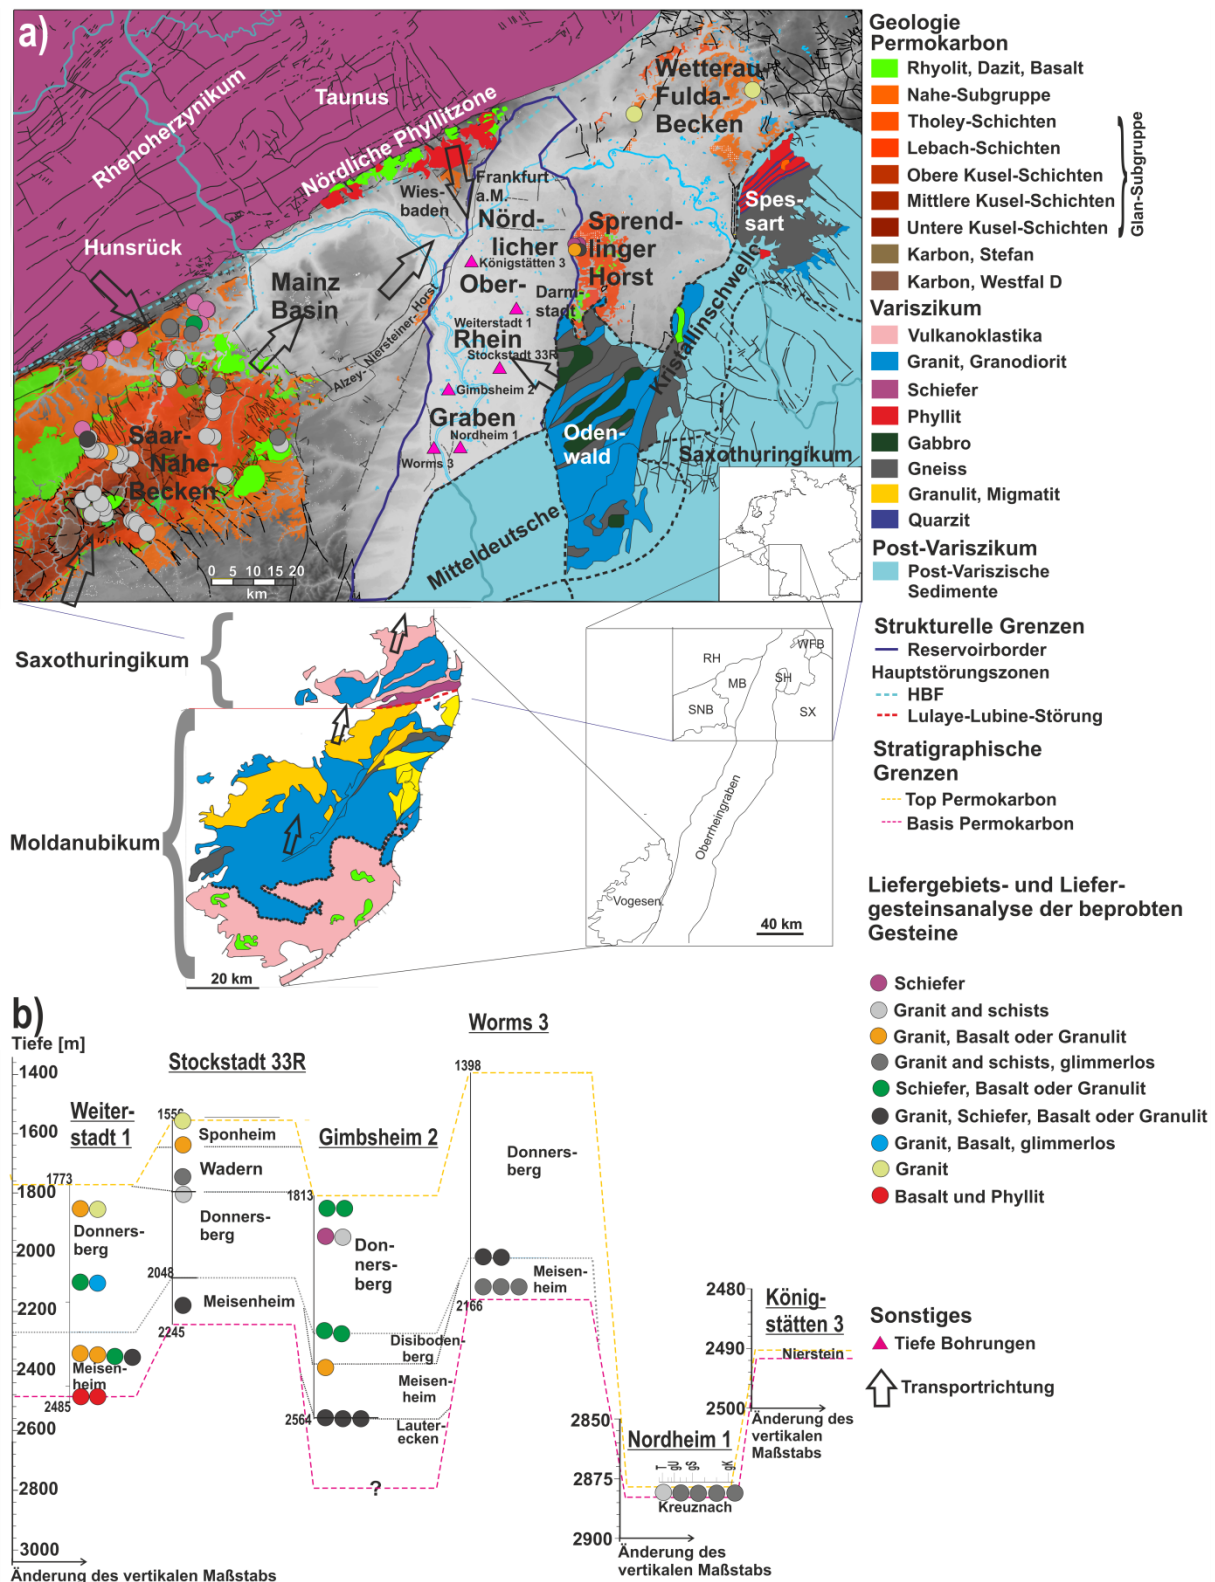 a)
Rhenoherzynikum
Taunus
Nördliche Phyllitzone
Hunsrück
Wetterau-
Fulda-
Becken
Wies-
baden
Frankfurt
a.M.
Nörd-
licher
Königstätten 3
Ober-
Weiterstadt 1
Rhein
Stockstadt 33R
Gimbsheim 2
Graben
Nordheim 1
Worms 3
Sprend-
linger
Horst
Darm-
stadt
Spes-
sart
Mainz
Basin
Alzey-Niersteiner-Horst
Saar-
Nahe-
Becken
Oden-
wald
Mitteldeutsche
Kristallinschwelle
Saxothuringikum
0 5 10 15 20
km
Geologie
Permokarbon
Rhyolit, Dazit, Basalt
Nahe-Subgruppe
Tholey-Schichten
Lebach-Schichten
Obere Kusel-Schichten
Mittlere Kusel-Schichten
Untere Kusel-Schichten
Glan-Subgruppe
Karbon, Stefan
Karbon, Westfal D
Variszikum
Vulkanoklastika
Granit, Granodiorit
Schiefer
Phyllit
Gabbro
Gneiss
Granulit, Migmatit
Quarzit
Post-Variszikum
Post-Variszische
Sedimente
Strukturelle Grenzen
Reservoirborder
Hauptstörungszonen
HBF
Lulaye-Lubine-Störung
Stratigraphische
Grenzen
Top Permokarbon
Basis Permokarbon
Liefergebiets- und Liefer-
gesteinsanalyse der beprobten
Gesteine
Schiefer
Granit and schists
Granit, Basalt oder Granulit
Granit and schists, glimmerlos
Schiefer, Basalt oder Granulit
Granit, Schiefer, Basalt oder Granulit
Granit, Basalt, glimmerlos
Granit
Basalt und Phyllit
Sonstiges
Tiefe Bohrungen
Transportrichtung
Saxothuringikum
Moldanubikum
20 km
RH
WFB
MB
SH
SNB
SX
Oberrheingraben
Vogesen
40 km
b)
Tiefe [m]
1400
1600
1800
2000
2200
2400
2600
2800
3000
Änderung des
vertikalen Maßstabs
Weiter-
stadt 1
1773
Donners-
berg
Meisen-
heim
2485
Stockstadt 33R
1556
Sponheim
Wadern
Donners-
berg
2048
Meisenheim
2245
Gimbsheim 2
1813
Don-
ners-
berg
Disiboden-
berg
Meisen-
heim
2564
Lauter-
ecken
?
Worms 3
1398
Donners-
berg
Meisen-
heim
2166
2850
2875
2900
Nordheim 1
T
gU
gS
gK
Kreuznach
Änderung des
vertikalen Maßstabs
2480
2490
2500
König-
stätten 3
Nierstein
Änderung des
vertikalen Maßstabs